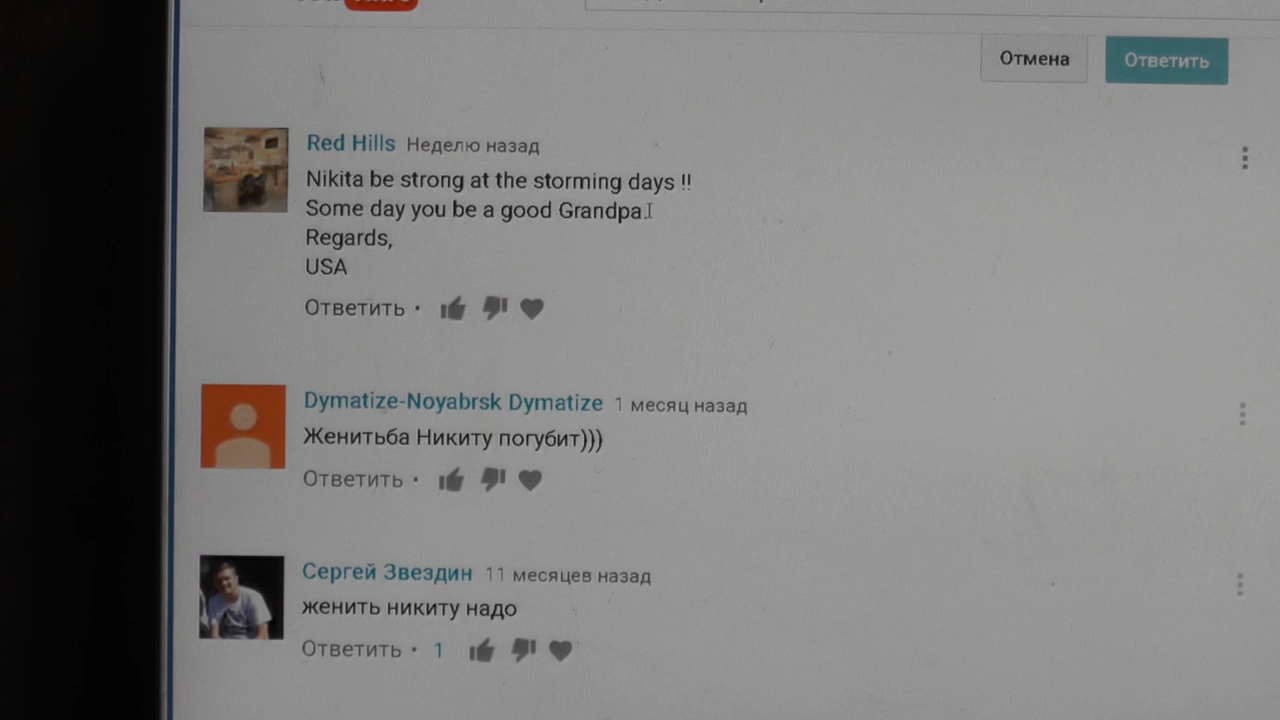 Отмена
Ответить
Red Hills Неделю назад
Nikita be strong at the storming days !!
Some day you be a good Grandpa.
Regards,
USA
Ответить ·
Dymatize-Noyabrsk Dymatize 1 месяц назад
Женитьба Никиту погубит)))
Ответить ·
Сергей Звездин 11 месяцев назад
женить никиту надо
Ответить · 1